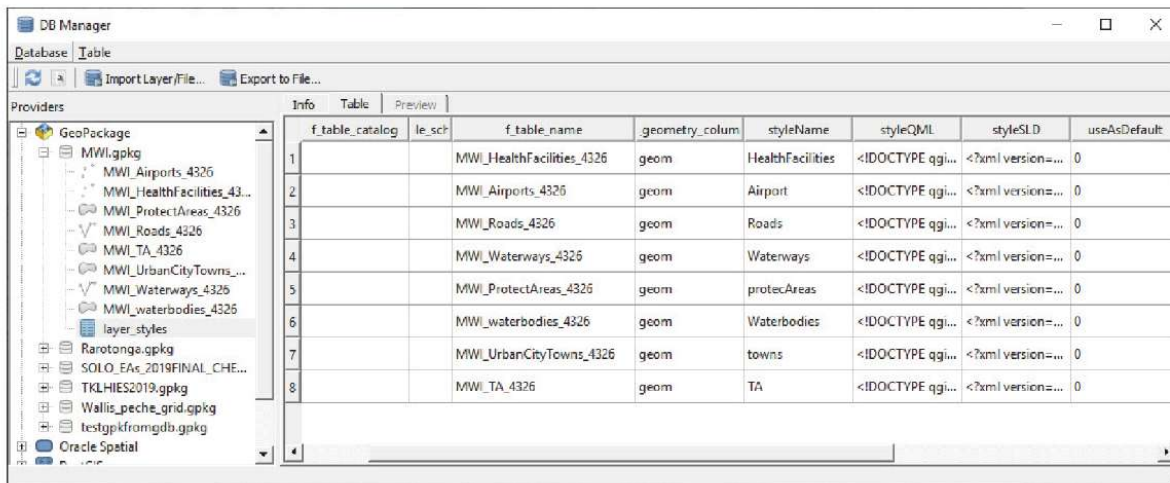 DB Manager
Database Table
Import Layer/File... Export to File...
Providers
GeoPackage
MWI.gpkg
MWI_Airports_4326
MWI_HealthFacilities_43...
MWI_ProtectAreas_4326
MWI_Roads_4326
MWI_TA_4326
MWI_UrbanCityTowns_...
MWI_Waterways_4326
MWI_waterbodies_4326
layer_styles
Rarotonga.gpkg
SOLO_EAs_2019FINAL_CHE...
TKLHIES2019.gpkg
Wallis_peche_grid.gpkg
testgpkfromgdb.gpkg
Oracle Spatial
Info Table Preview
f_table_catalog le_sch f_table_name _geometry_colum styleName styleQML styleSLD useAsDefault
1 MWI_HealthFacilities_4326 geom HealthFacilities <!DOCTYPE qgi... <?xml version=... 0
2 MWI_Airports_4326 geom Airport <!DOCTYPE qgi... <?xml version=... 0
3 MWI_Roads_4326 geom Roads <!DOCTYPE qgi... <?xml version=... 0
4 MWI_Waterways_4326 geom Waterways <!DOCTYPE qgi... <?xml version=... 0
5 MWI_ProtectAreas_4326 geom protecAreas <!DOCTYPE qgi... <?xml version=... 0
6 MWI_waterbodies_4326 geom Waterbodies <!DOCTYPE qgi... <?xml version=... 0
7 MWI_UrbanCityTowns_4326 geom towns <!DOCTYPE qgi... <?xml version=... 0
8 MWI_TA_4326 geom TA <!DOCTYPE qgi... <?xml version=... 0